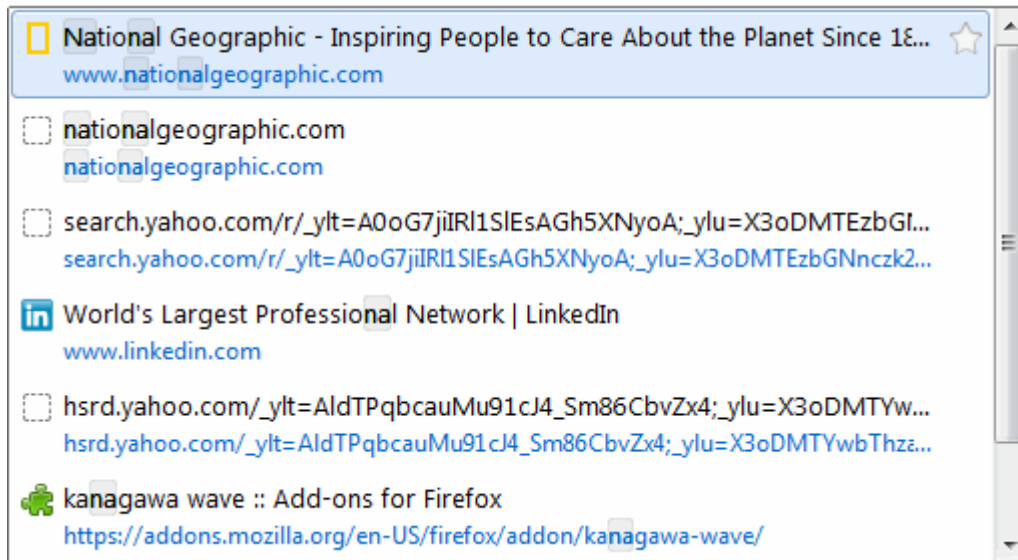 National Geographic - Inspiring People to Care About the Planet Since 18...
www.nationalgeographic.com
nationalgeographic.com
nationalgeographic.com
search.yahoo.com/r/_ylt=A0oG7jiIRl1SlEsAGh5XNyoA;_ylu=X3oDMTEzbGN...
search.yahoo.com/r/_ylt=A0oG7jiIRl1SlEsAGh5XNyoA;_ylu=X3oDMTEzbGNnczk2...
in World's Largest Professional Network | LinkedIn
www.linkedin.com
hsrd.yahoo.com/_ylt=AldTPqbcauMu91cJ4_Sm86CbvZx4;_ylu=X3oDMTYw...
hsrd.yahoo.com/_ylt=AldTPqbcauMu91cJ4_Sm86CbvZx4;_ylu=X3oDMTYwbThza...
kanagawa wave :: Add-ons for Firefox
https://addons.mozilla.org/en-US/firefox/addon/kanagawa-wave/